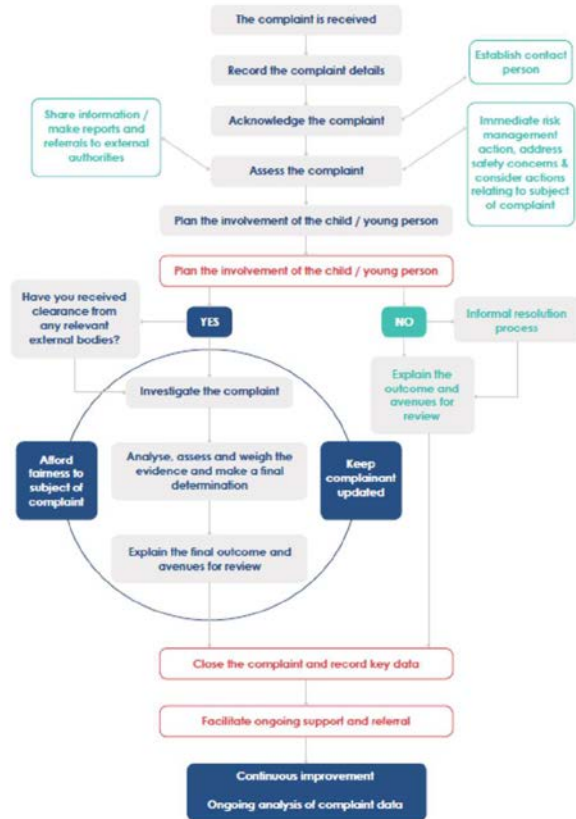 The complaint is received
Record the complaint details
Establish contact
person
Acknowledge the complaint
Share information /
make reports and
referrals to external
authorities
Immediate risk
management
action, address
safety concerns &
consider actions
relating to subject
of complaint
Assess the complaint
Plan the involvement of the child / young person
Plan the involvement of the child / young person
Have you received
clearance from
any relevant
external bodies?
YES
NO
Informal resolution
process
Explain the
outcome and
avenues for
review
Investigate the complaint
Afford
fairness to
subject of
complaint
Analyse, assess and weigh the
evidence and make a final
determination
Keep
complainant
updated
Explain the final outcome and
avenues for review
Close the complaint and record key data
Facilitate ongoing support and referral
Continuous improvement
Ongoing analysis of complaint data